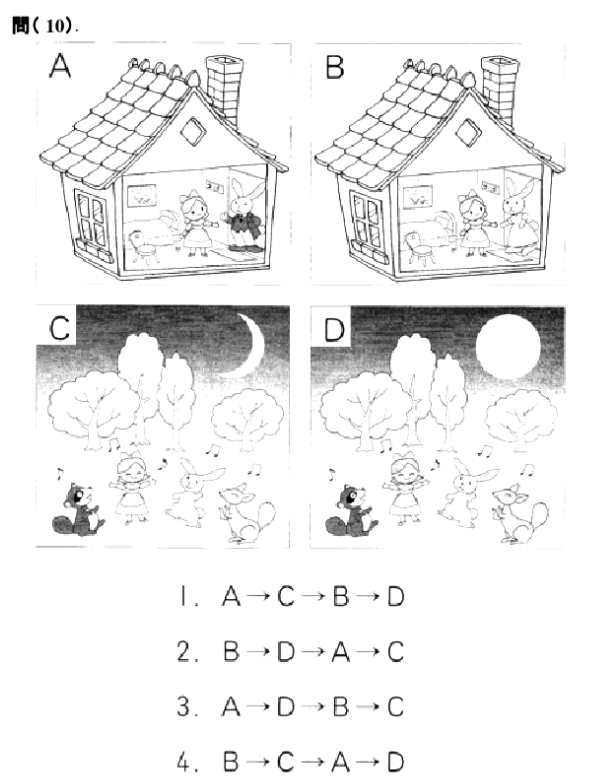 問(10).
A
B
C
D
1. A→C→B→D
2. B→D→A→C
3. A→D→B→C
4. B→C→A→D